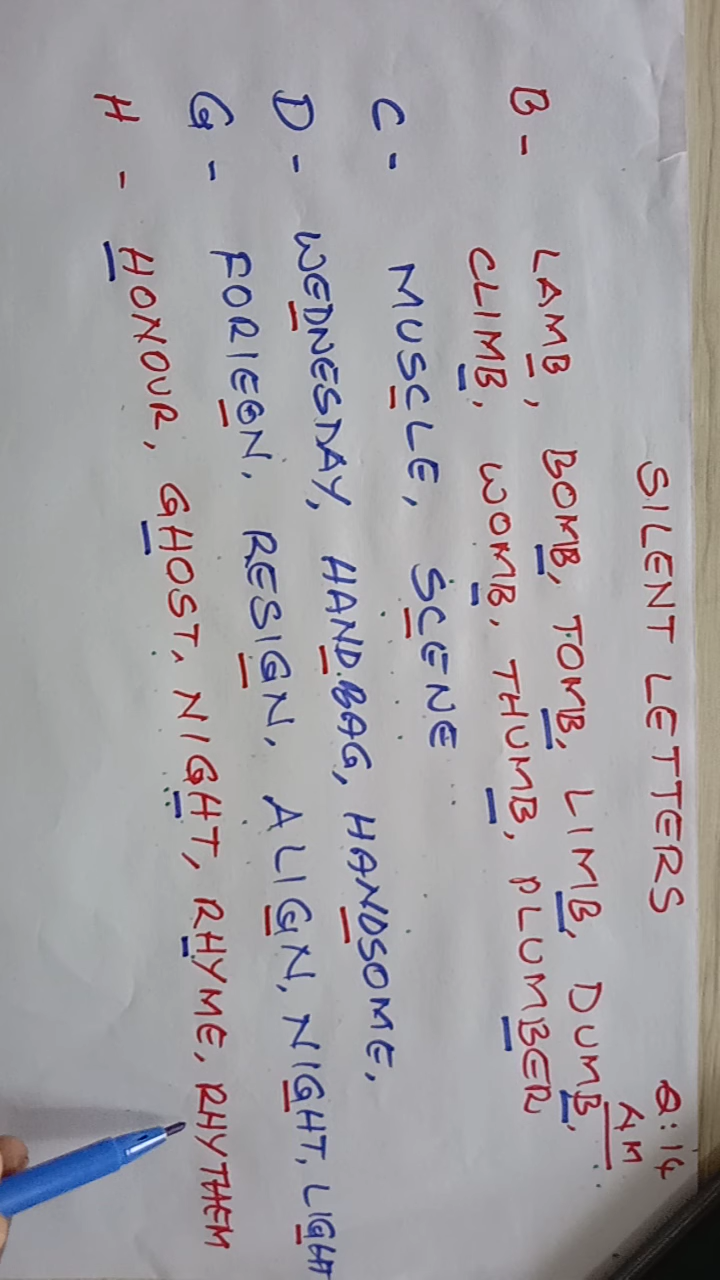 SILENT LETTERS
Q:14
AM
B - LAMB, BOMB, TOMB, LIMB, DUMB,
CLIMB, WOMB, THUMB, PLUMBER
C - MUSCLE, SCENE
D - WEDNESDAY, HAND.BAG, HANDSOME,
G - FORIEGN, RESIGN, ALIGN, NIGHT, LIGHT
H - HONOUR, GHOST, NIGHT, RHYME, RHYTHEM